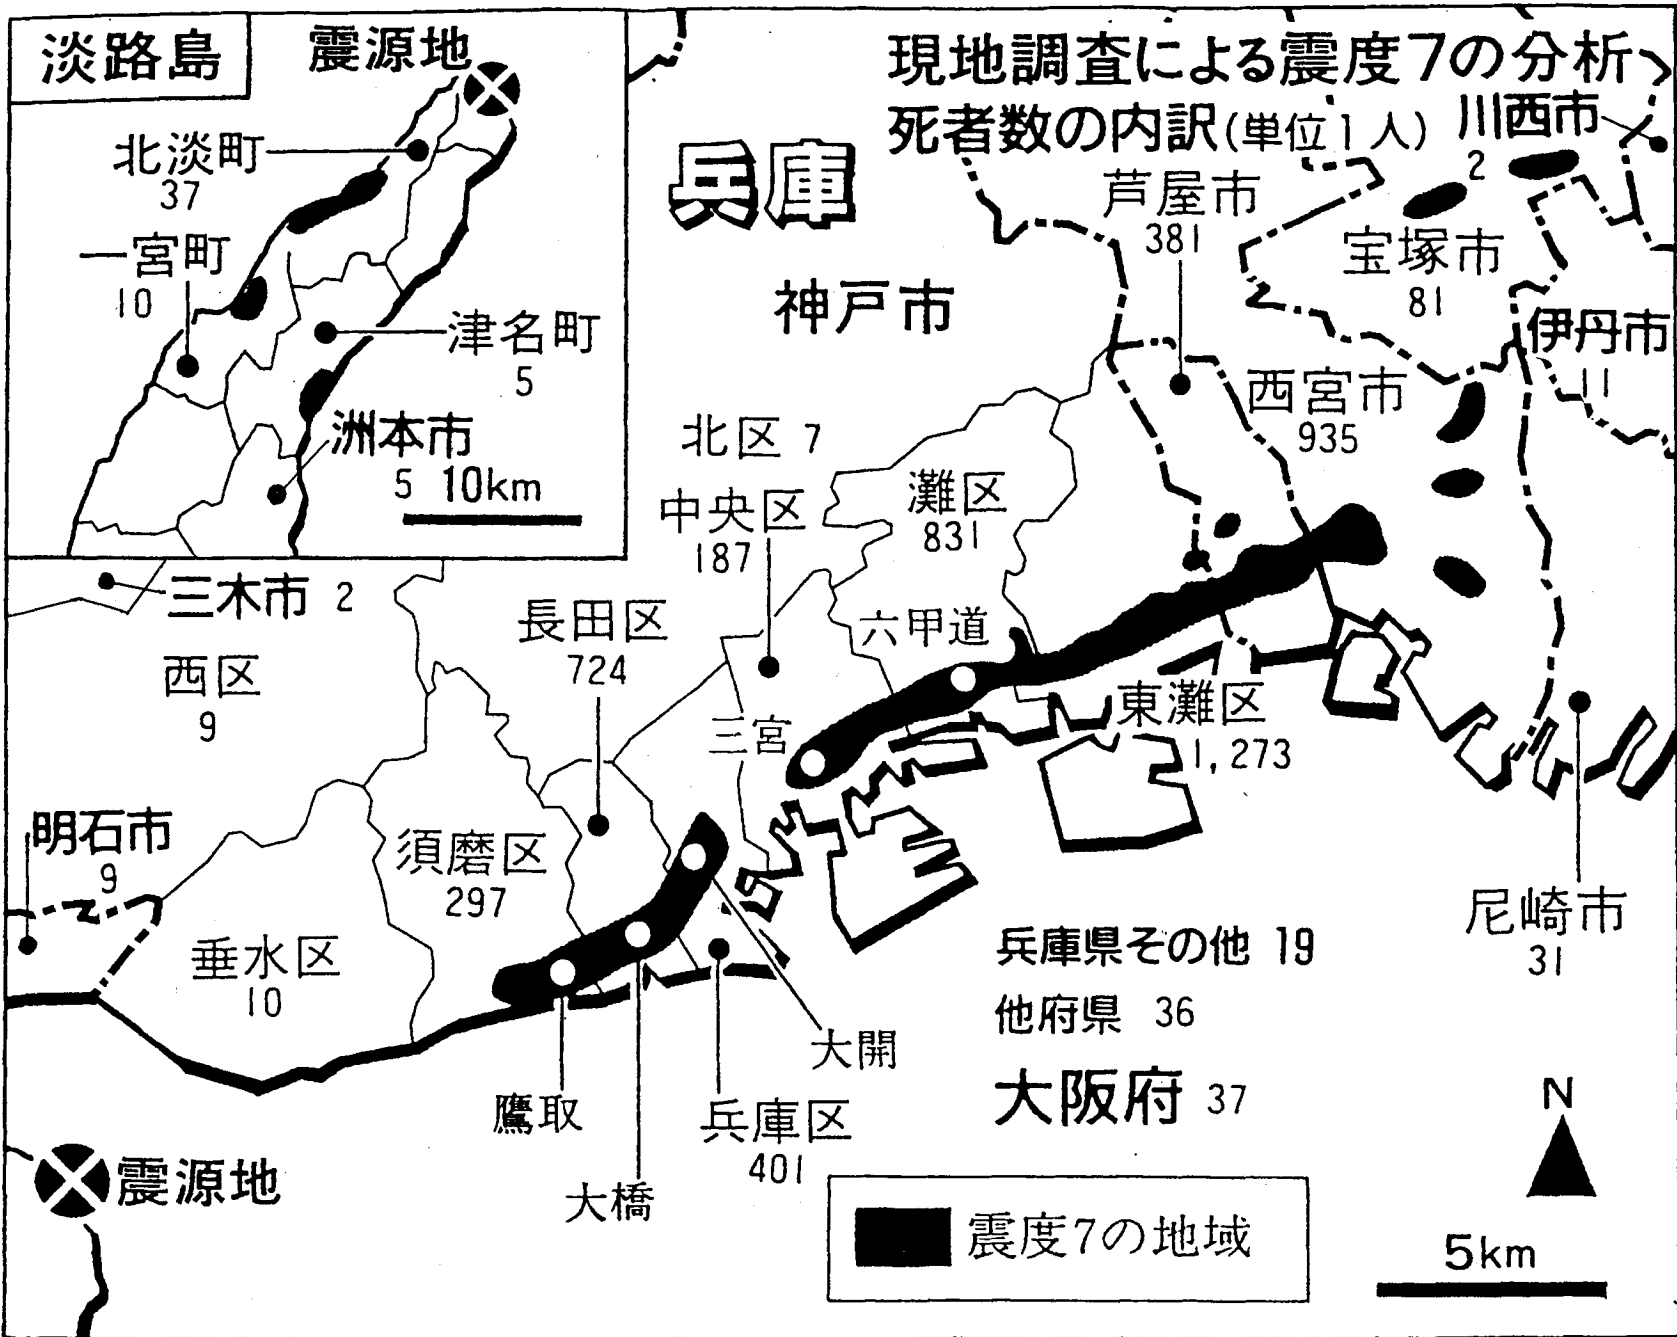 淡路島
震源地
北淡町
37
一宮町
10
津名町
5
洲本市
5
10km
現地調査による震度7の分析
死者数の内訳(単位1人)
川西市
2
兵庫
芦屋市
381
宝塚市
81
神戸市
伊丹市
11
西宮市
935
北区 7
灘区
831
中央区
187
三木市 2
長田区
724
六甲道
西区
9
三宮
東灘区
1,273
明石市
9
須磨区
297
垂水区
10
尼崎市
31
兵庫県その他 19
他府県 36
大阪府 37
大開
鷹取
兵庫区
401
大橋
震源地
N
震度7の地域
5km